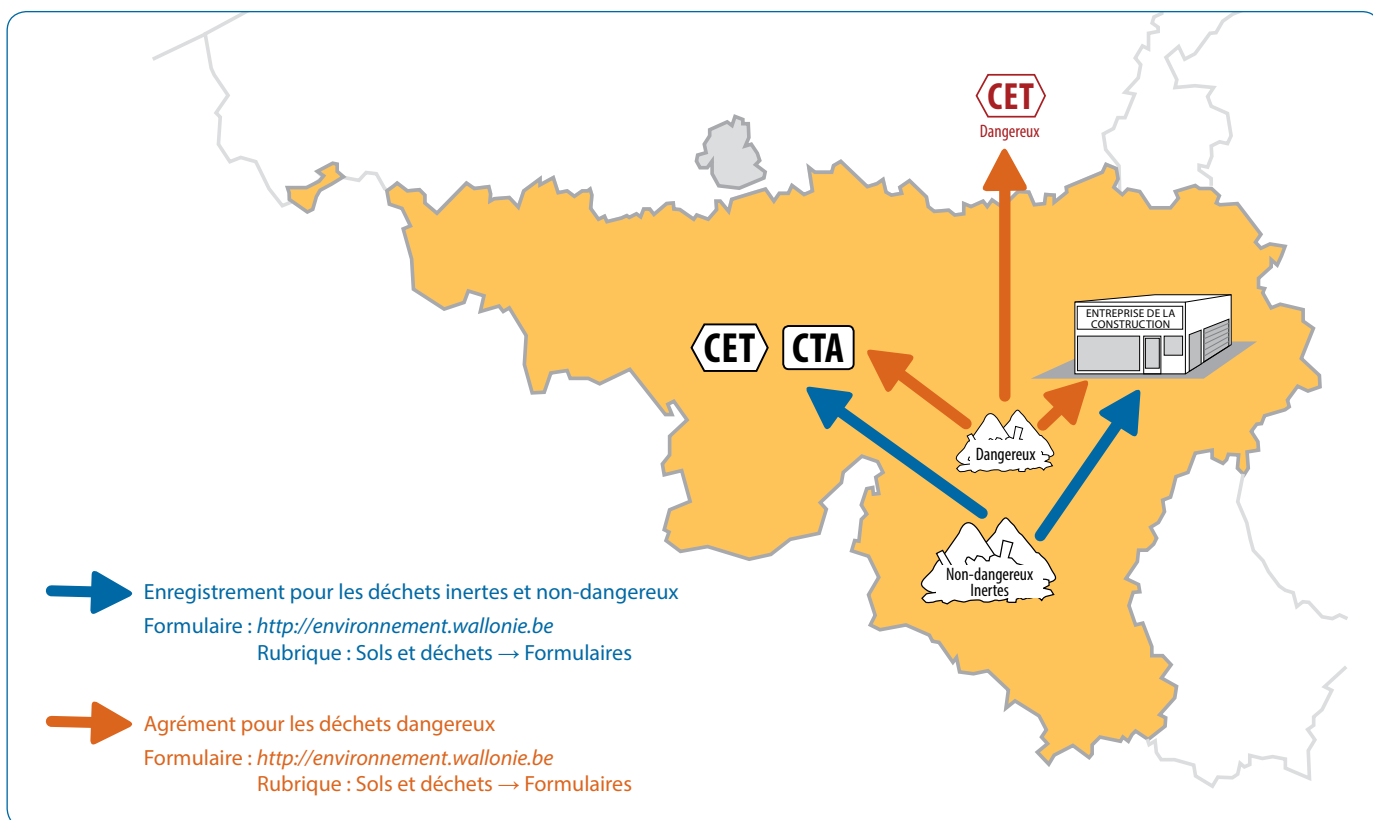 CET
Dangereux
ENTREPRISE DE LA
CONSTRUCTION
CET CTA
Dangereux
Non-dangereux
Inertes
Enregistrement pour les déchets inertes et non-dangereux
Formulaire : http://environnement.wallonie.be
Rubrique : Sols et déchets → Formulaires
Agrément pour les déchets dangereux
Formulaire : http://environnement.wallonie.be
Rubrique : Sols et déchets → Formulaires